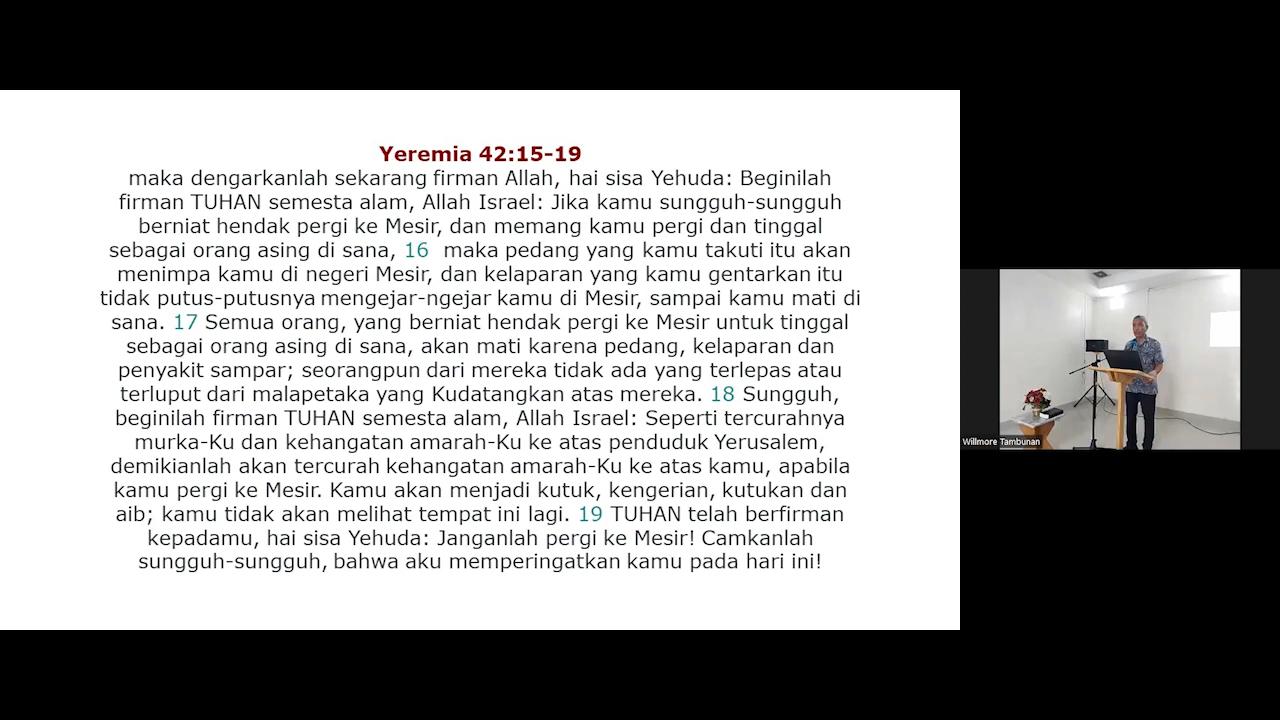 Yeremia 42:15-19
maka dengarkanlah sekarang firman Allah, hai sisa Yehuda: Beginilah
firman TUHAN semesta alam, Allah Israel: Jika kamu sungguh-sungguh
berniat hendak pergi ke Mesir, dan memang kamu pergi dan tinggal
sebagai orang asing di sana, 16 maka pedang yang kamu takuti itu akan
menimpa kamu di negeri Mesir, dan kelaparan yang kamu gentarkan itu
tidak putus-putusnya mengejar-ngejar kamu di Mesir, sampai kamu mati di
sana. 17 Semua orang, yang berniat hendak pergi ke Mesir untuk tinggal
sebagai orang asing di sana, akan mati karena pedang, kelaparan dan
penyakit sampar; seorangpun dari mereka tidak ada yang terlepas atau
terluput dari malapetaka yang Kudatangkan atas mereka. 18 Sungguh,
beginilah firman TUHAN semesta alam, Allah Israel: Seperti tercurahnya
murka-Ku dan kehangatan amarah-Ku ke atas penduduk Yerusalem,
demikianlah akan tercurah kehangatan amarah-Ku ke atas kamu, apabila
kamu pergi ke Mesir. Kamu akan menjadi kutuk, kengerian, kutukan dan
aib; kamu tidak akan melihat tempat ini lagi. 19 TUHAN telah berfirman
kepadamu, hai sisa Yehuda: Janganlah pergi ke Mesir! Camkanlah
sungguh-sungguh, bahwa aku memperingatkan kamu pada hari ini!
Willmore Tambunan